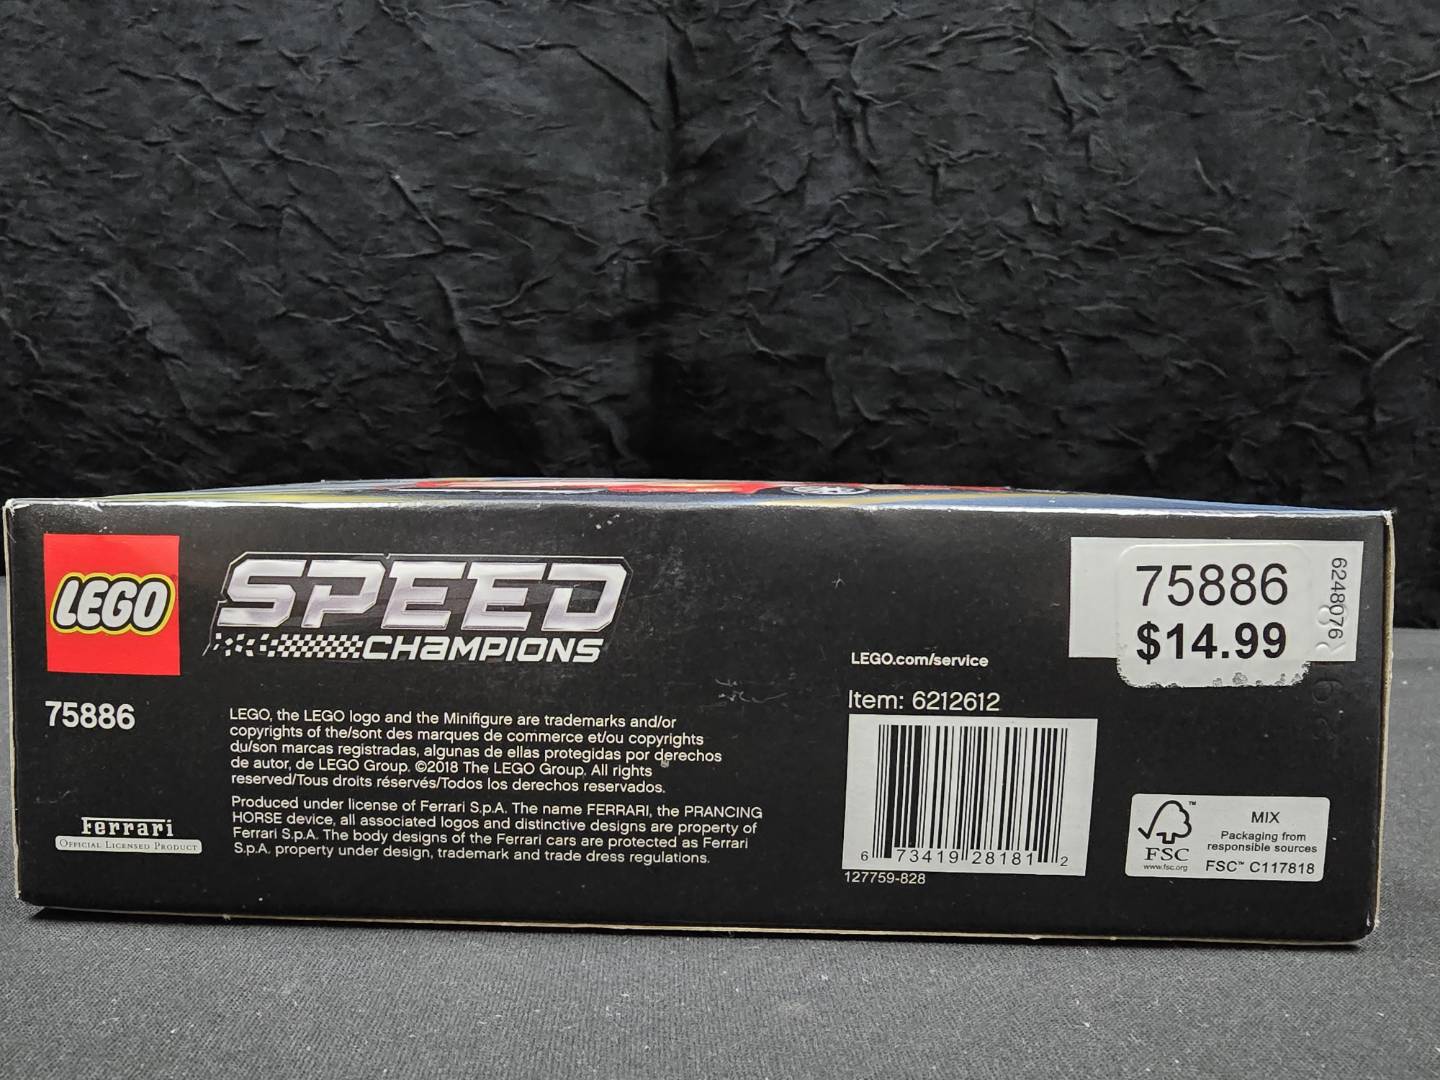 LEGO
SPEED
CHAMPIONS
75886
Ferrari
OFFICIAL LICENSED PRODUCT
LEGO, the LEGO logo and the Minifigure are trademarks and/or
copyrights of the/sont des marques de commerce et/ou copyrights
du/son marcas registradas, algunas de ellas protegidas por derechos
de autor, de LEGO Group. ©2018 The LEGO Group. All rights
reserved/Tous droits réservés/Todos los derechos reservados.
Produced under license of Ferrari S.p.A. The name FERRARI, the PRANCING
HORSE device, all associated logos and distinctive designs are property of
Ferrari S.p.A. The body designs of the Ferrari cars are protected as Ferrari
S.p.A. property under design, trademark and trade dress regulations.
LEGO.com/service
Item: 6212612
6 73419 28181 2
127759-828
75886
$14.99
6248076
FSC™
www.fsc.org
MIX
Packaging from
responsible sources
FSC™ C117818